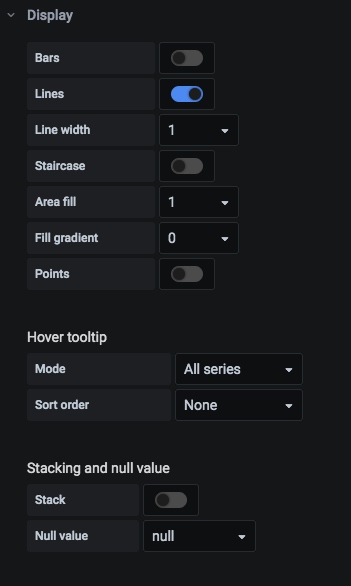 Display
Bars
Lines
Line width 1
Staircase
Area fill 1
Fill gradient 0
Points
Hover tooltip
Mode All series
Sort order None
Stacking and null value
Stack
Null value null